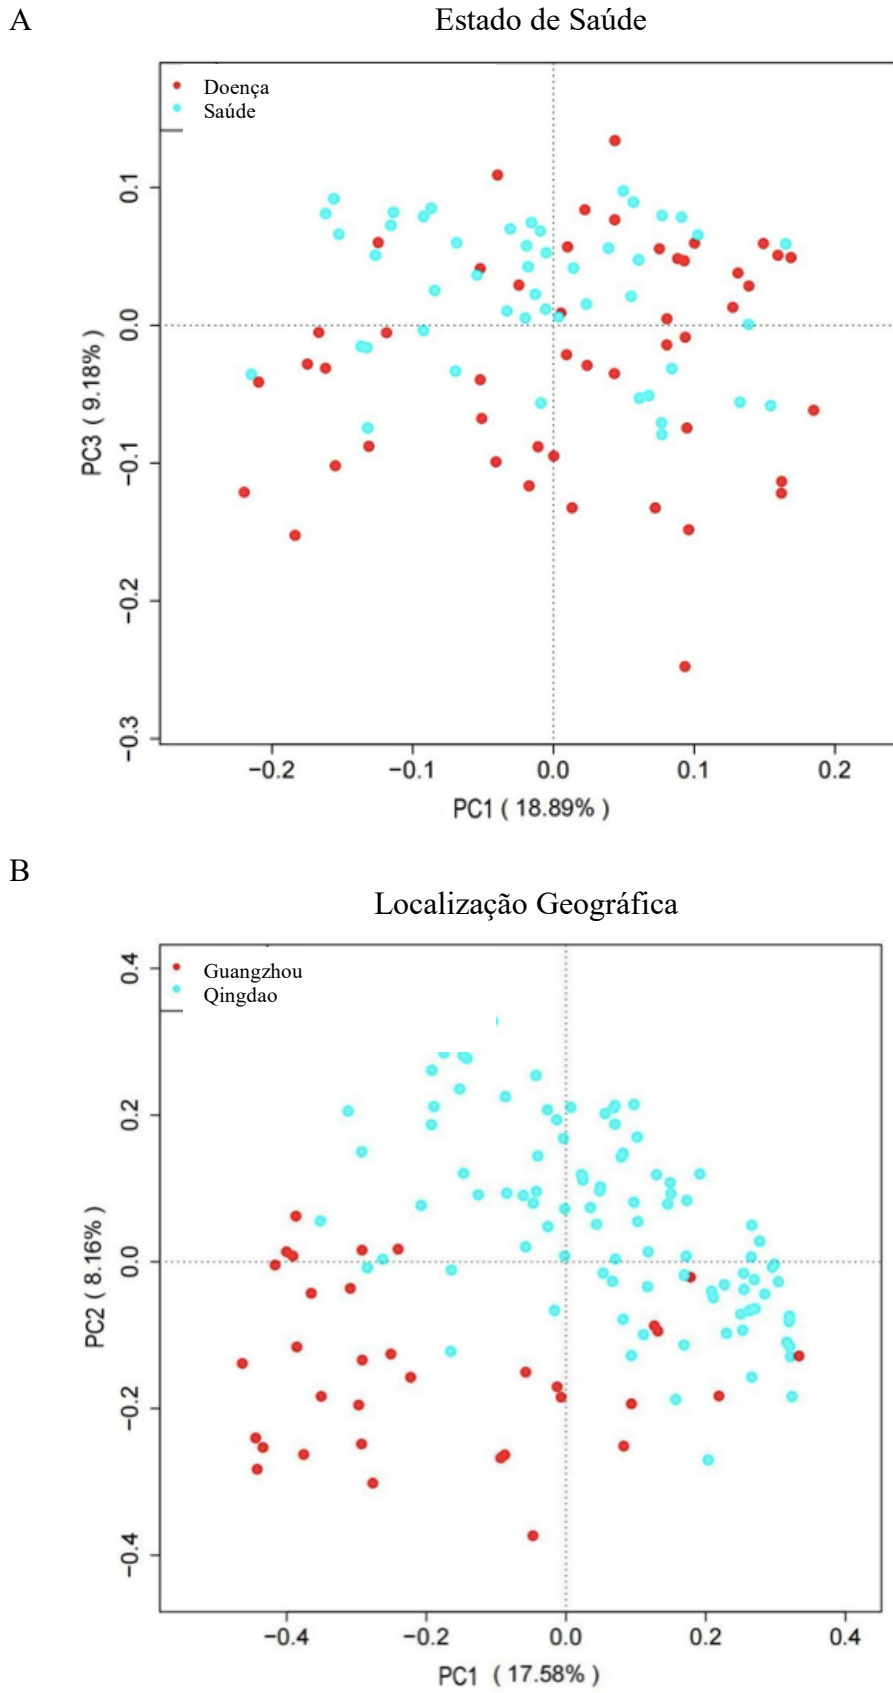 A
Estado de Saúde
Doença
Saúde
0.1
0.0
−0.1
−0.2
−0.3
PC3 ( 9.18% )
−0.2 −0.1 0.0 0.1 0.2
PC1 ( 18.89% )
B
Localização Geográfica
Guangzhou
Qingdao
0.4
0.2
0.0
−0.2
−0.4
PC2 ( 8.16% )
−0.4 −0.2 0.0 0.2 0.4
PC1 ( 17.58% )